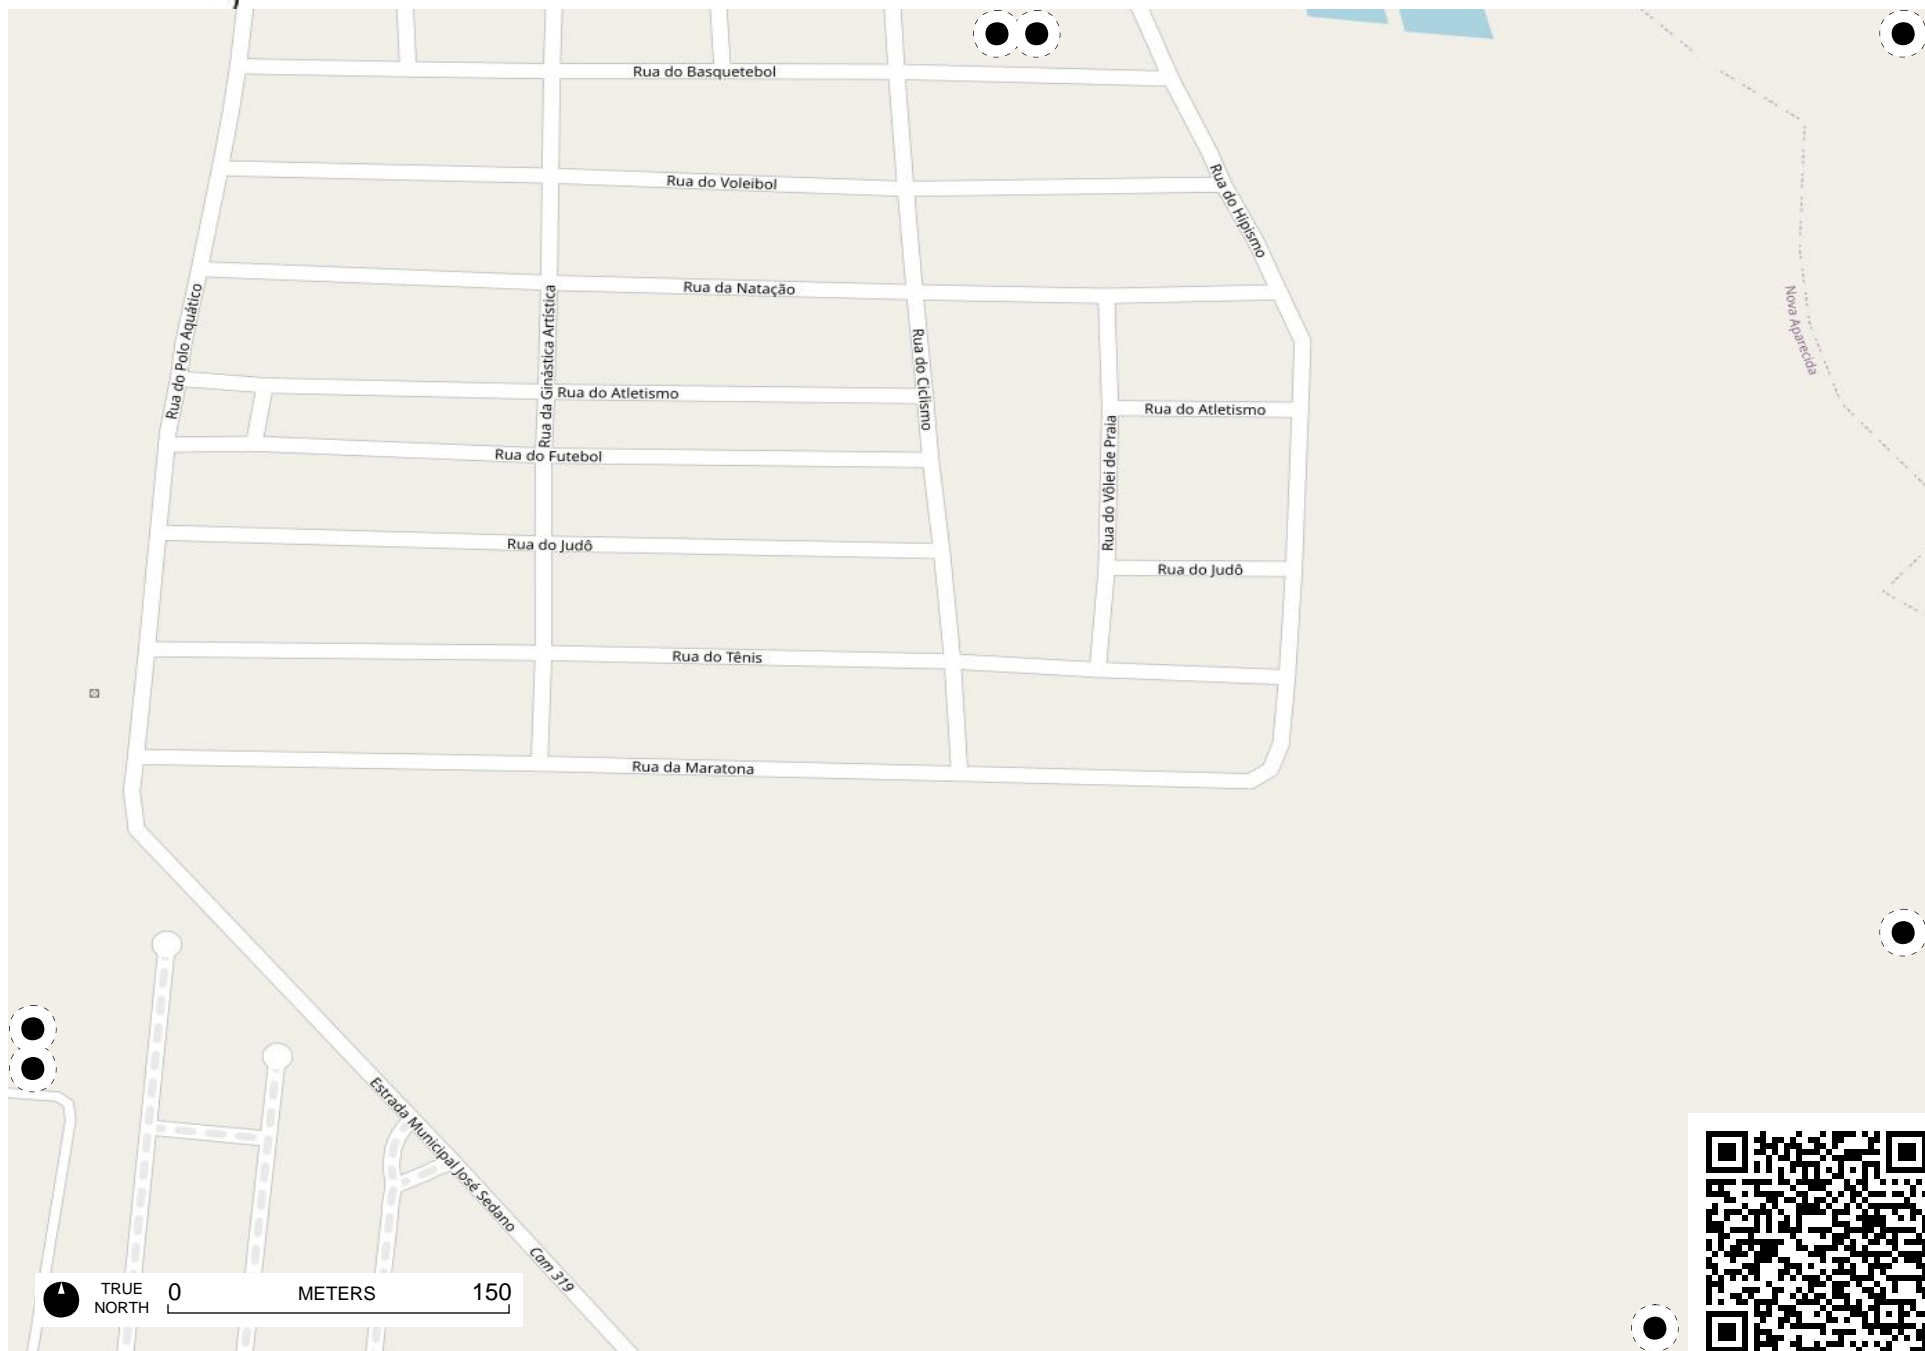 Rua do Basquetebol
Rua do Voleibol
Rua do Hipismo
Rua da Natação
Rua do Polo Aquático
Rua da Ginástica Artística
Rua do Ciclismo
Nova Aparecida
Rua do Atletismo
Rua do Atletismo
Rua do Vôlei de Praia
Rua do Futebol
Rua do Judô
Rua do Judô
Rua do Tênis
Rua da Maratona
Estrada Municipal José Sedano
Cam 319
TRUE
NORTH
0 METERS 150